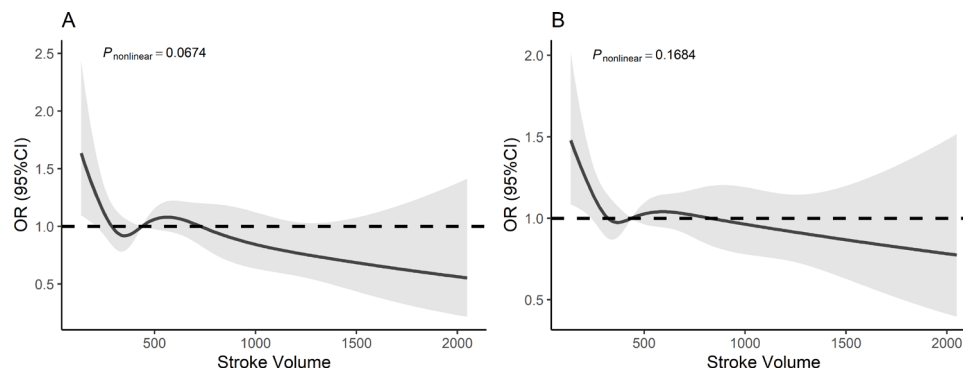 A
P nonlinear = 0.0674
2.5
2.0
1.5
1.0
0.5
OR (95%CI)
500 1000 1500 2000
Stroke Volume
B
P nonlinear = 0.1684
2.0
1.5
1.0
0.5
OR (95%CI)
500 1000 1500 2000
Stroke Volume